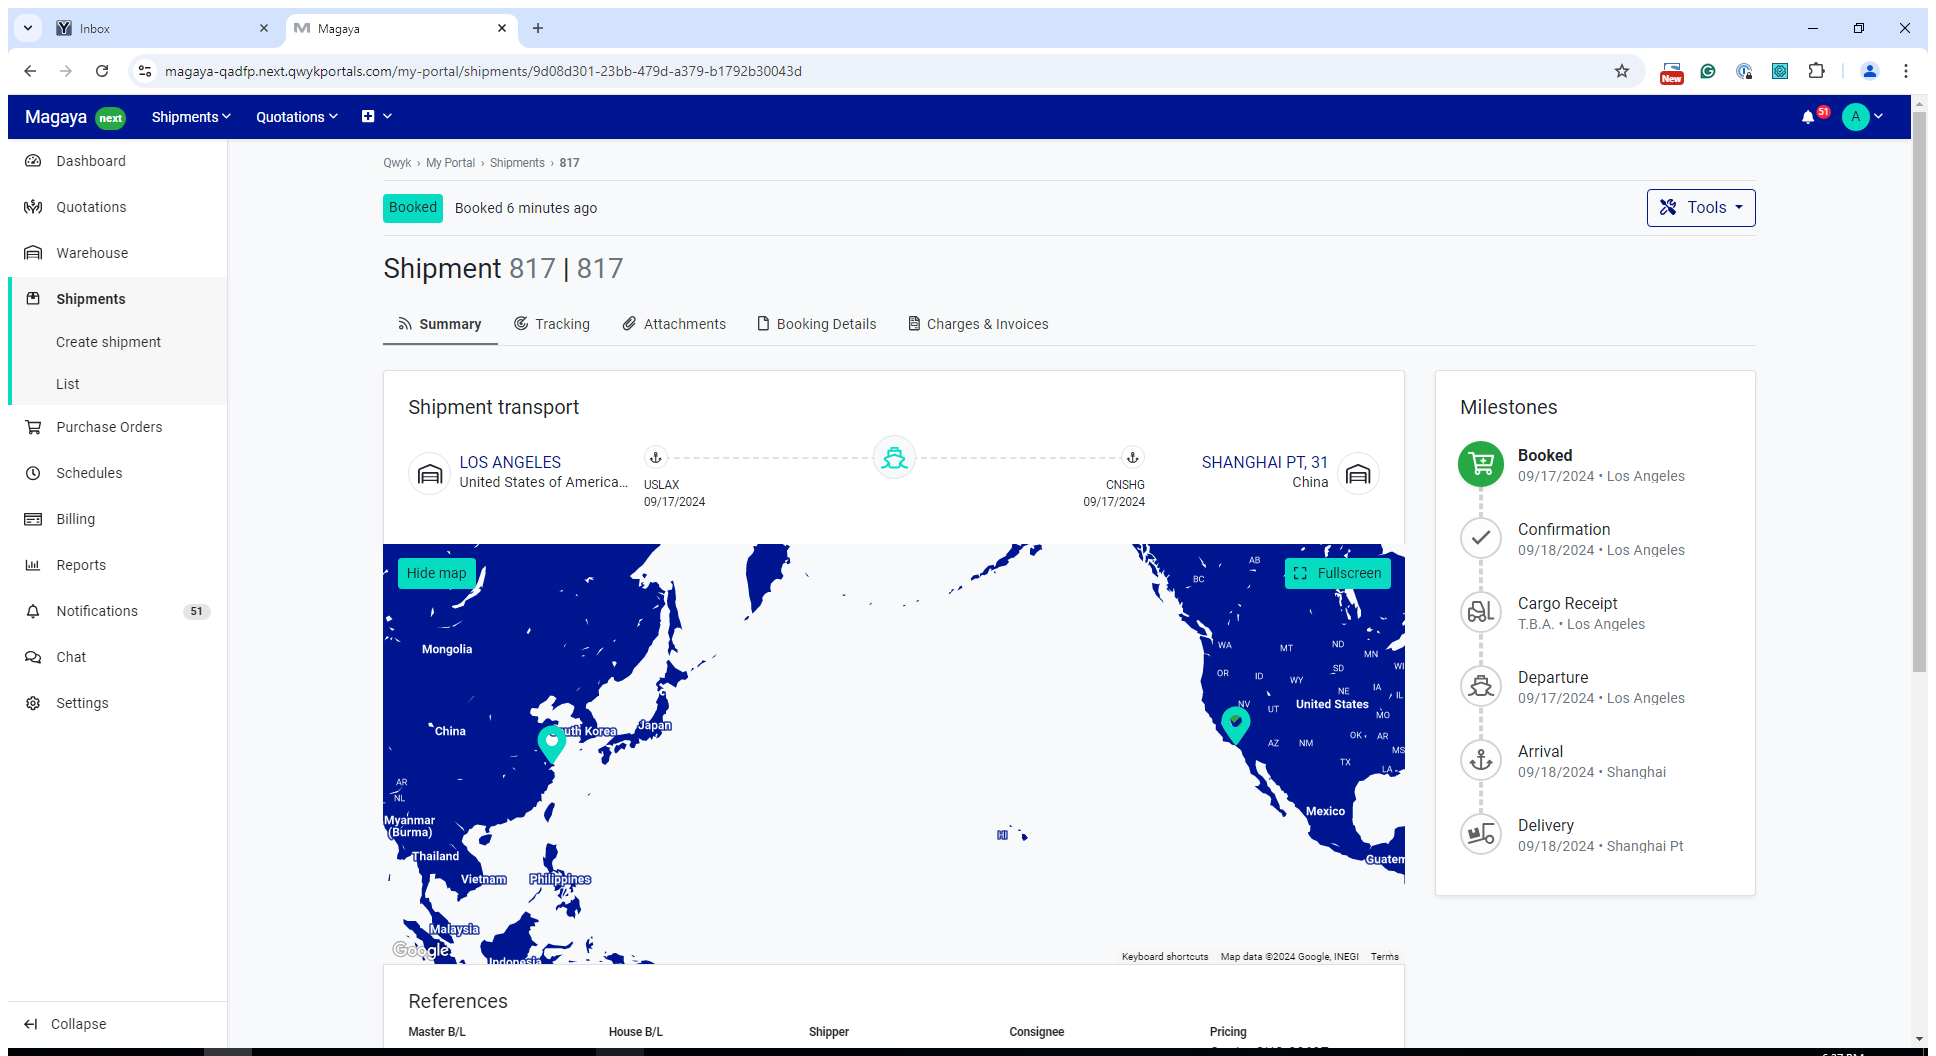 Inbox
Magaya
magaya-qadfp.next.qwykportals.com/my-portal/shipments/9d08d301-23bb-479d-a379-b1792b30043d
New
Magaya next Shipments Quotations
51
A
Dashboard
Quotations
Warehouse
Shipments
Create shipment
List
Purchase Orders
Schedules
Billing
Reports
Notifications 51
Chat
Settings
Collapse
Qwyk › My Portal › Shipments › 817
Booked Booked 6 minutes ago
Tools
Shipment 817 | 817
Summary Tracking Attachments Booking Details Charges & Invoices
Shipment transport
LOS ANGELES
United States of America...
USLAX
09/17/2024
CNSHG
09/17/2024
SHANGHAI PT, 31
China
Hide map
Fullscreen
AB
BC
Mongolia
WA
MT
ND
MN
OR
ID
WY
SD
WI
NE
IA
IL
NV
UT
United States
MO
China
South Korea
Japan
AZ
NM
OK
AR
MS
TX
LA
AR
NL
Myanmar
(Burma)
Mexico
HI
Thailand
Guatem
Vietnam
Philippines
Malaysia
Indonesia
Google
Keyboard shortcuts Map data ©2024 Google, INEGI Terms
Milestones
Booked
09/17/2024 • Los Angeles
Confirmation
09/18/2024 • Los Angeles
Cargo Receipt
T.B.A. • Los Angeles
Departure
09/17/2024 • Los Angeles
Arrival
09/18/2024 • Shanghai
Delivery
09/18/2024 • Shanghai Pt
References
Master B/L House B/L Shipper Consignee Pricing